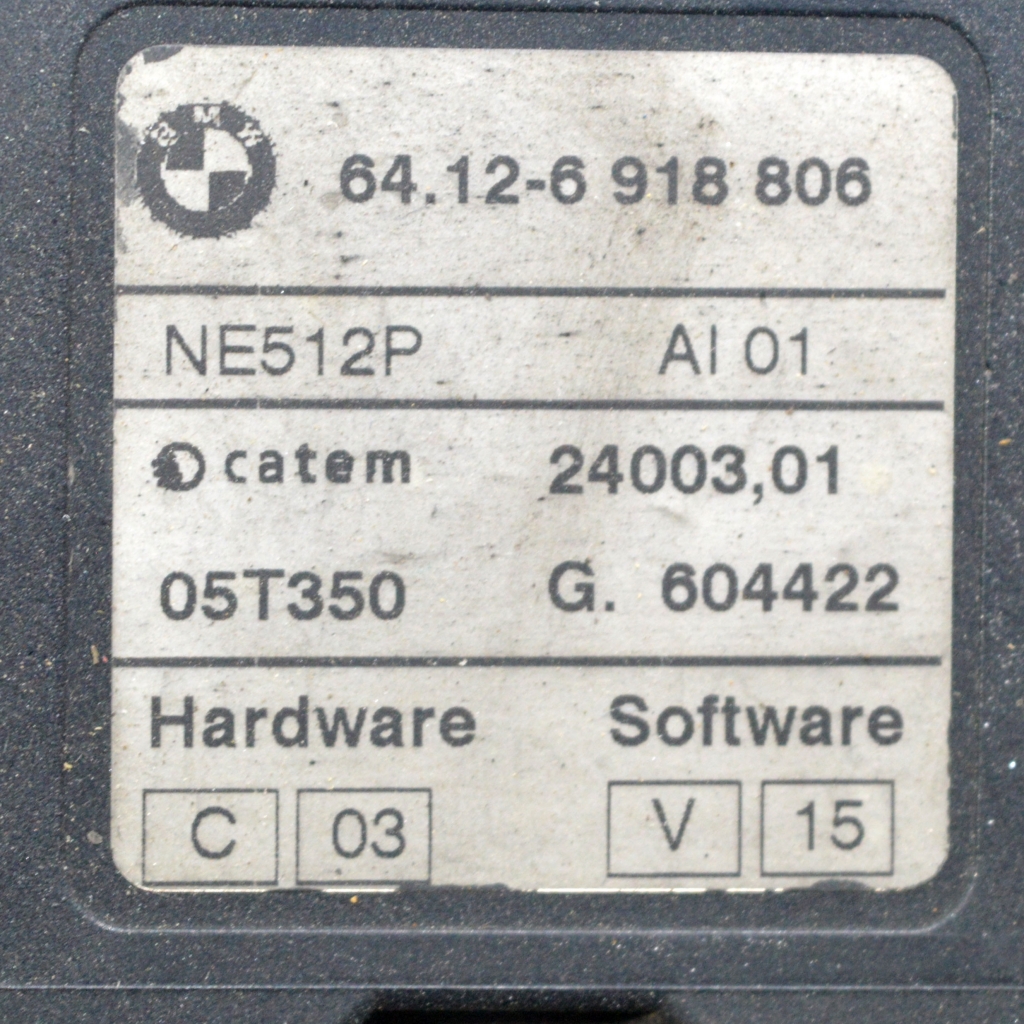 BMW
64.12-6 918 806
NE512P AI 01
catem 24003,01
05T350 G. 604422
Hardware Software
C 03 V 15